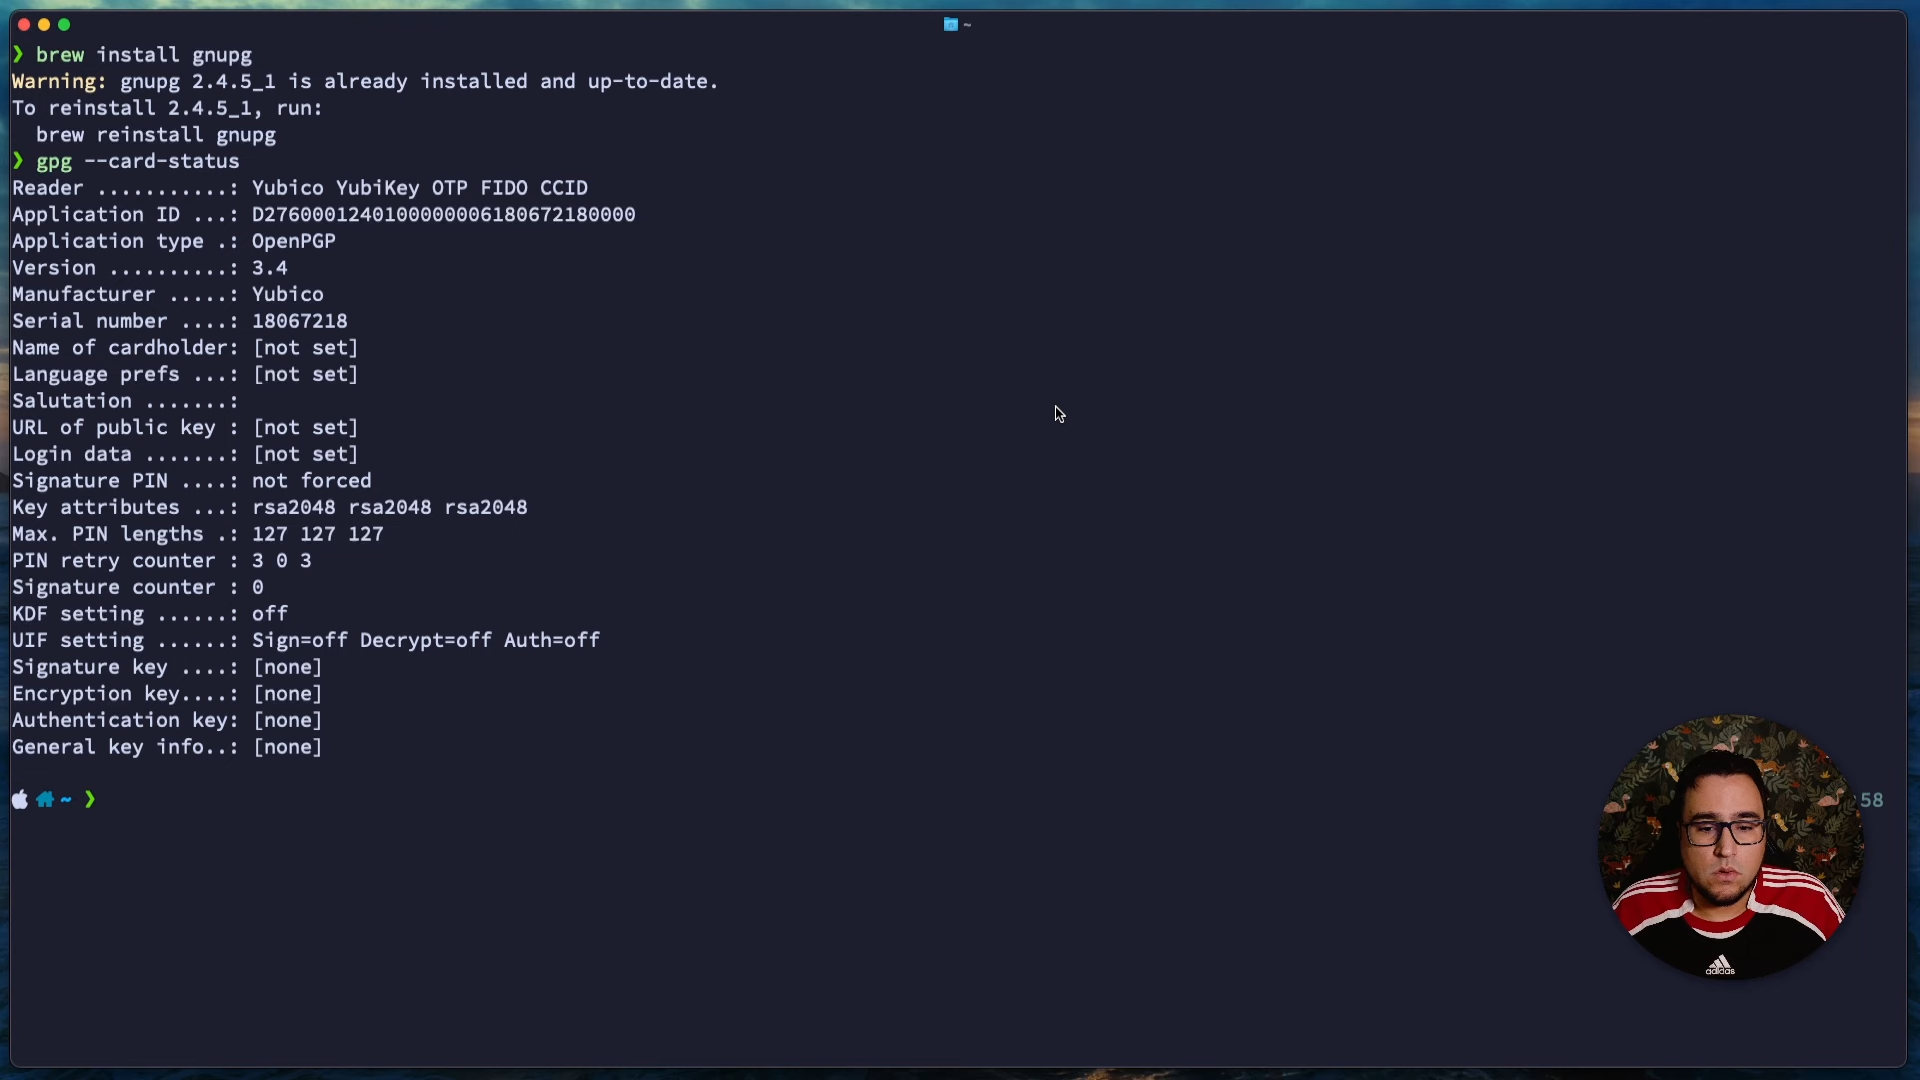 ~
❯ brew install gnupg
Warning: gnupg 2.4.5_1 is already installed and up-to-date.
To reinstall 2.4.5_1, run:
  brew reinstall gnupg
❯ gpg --card-status
Reader ...........: Yubico YubiKey OTP FIDO CCID
Application ID ...: D2760001240100000006180672180000
Application type .: OpenPGP
Version ..........: 3.4
Manufacturer .....: Yubico
Serial number ....: 18067218
Name of cardholder: [not set]
Language prefs ...: [not set]
Salutation .......:
URL of public key : [not set]
Login data .......: [not set]
Signature PIN ....: not forced
Key attributes ...: rsa2048 rsa2048 rsa2048
Max. PIN lengths .: 127 127 127
PIN retry counter : 3 0 3
Signature counter : 0
KDF setting ......: off
UIF setting ......: Sign=off Decrypt=off Auth=off
Signature key ....: [none]
Encryption key....: [none]
Authentication key: [none]
General key info..: [none]
~ ❯ 58
adidas